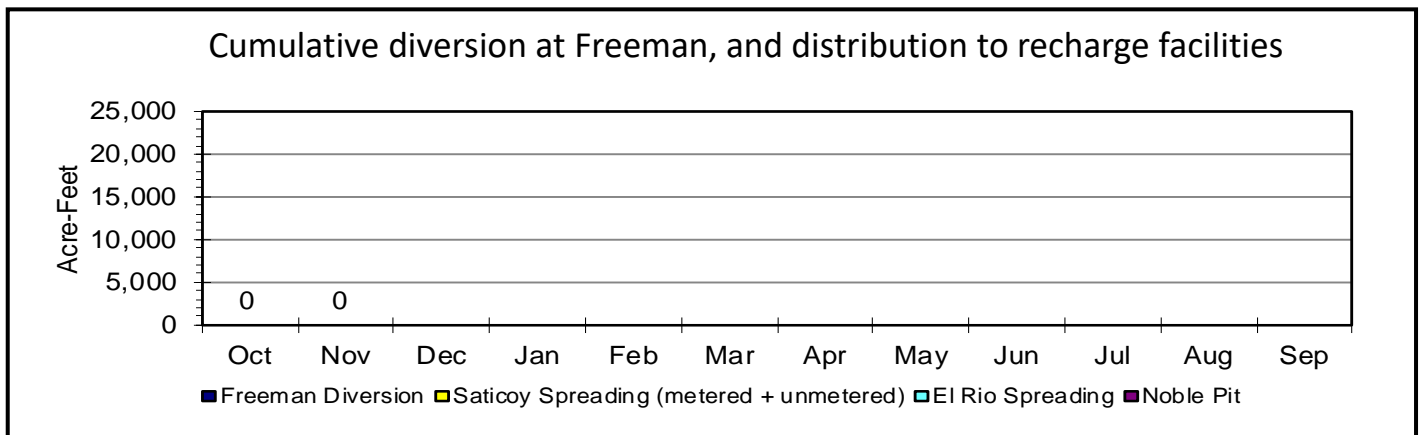 Cumulative diversion at Freeman, and distribution to recharge facilities
Acre-Feet
25,000
20,000
15,000
10,000
5,000
0
0 0
Oct Nov Dec Jan Feb Mar Apr May Jun Jul Aug Sep
Freeman Diversion Saticoy Spreading (metered + unmetered) El Rio Spreading Noble Pit